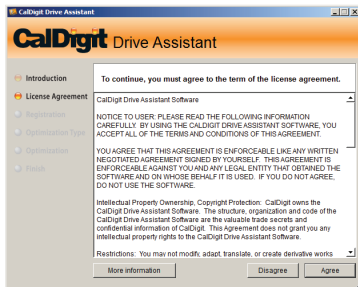 CalDigit Drive Assistant
CalDigit Drive Assistant
Introduction
License Agreement
Registration
Optimization Type
Optimization
Finish
To continue, you must agree to the term of the license agreement.
CalDigit Drive Assistant Software
NOTICE TO USER: PLEASE READ THE FOLLOWING INFORMATION
CAREFULLY. BY USING THE CALDIGIT DRIVE ASSISTANT SOFTWARE, YOU
ACCEPT ALL OF THE TERMS AND CONDITIONS OF THIS AGREEMENT.
YOU AGREE THAT THIS AGREEMENT IS ENFORCEABLE LIKE ANY WRITTEN
NEGOTIATED AGREEMENT SIGNED BY YOURSELF. THIS AGREEMENT IS
ENFORCEABLE AGAINST YOU AND ANY LEGAL ENTITY THAT OBTAINED THE
SOFTWARE AND ON WHOSE BEHALF IT IS USED. IF YOU DO NOT AGREE,
DO NOT USE THE SOFTWARE.
Intellectual Property Ownership, Copyright Protection: CalDigit owns the
CalDigit Drive Assistant Software. The structure, organization and code of the
CalDigit Drive Assistant Software are the valuable trade secrets and
confidential information of CalDigit. This Agreement does not grant you any
intellectual property rights to the CalDigit Drive Assistant Software.
Restrictions: You may not modify, adapt, translate, or create derivative works
More information
Disagree
Agree